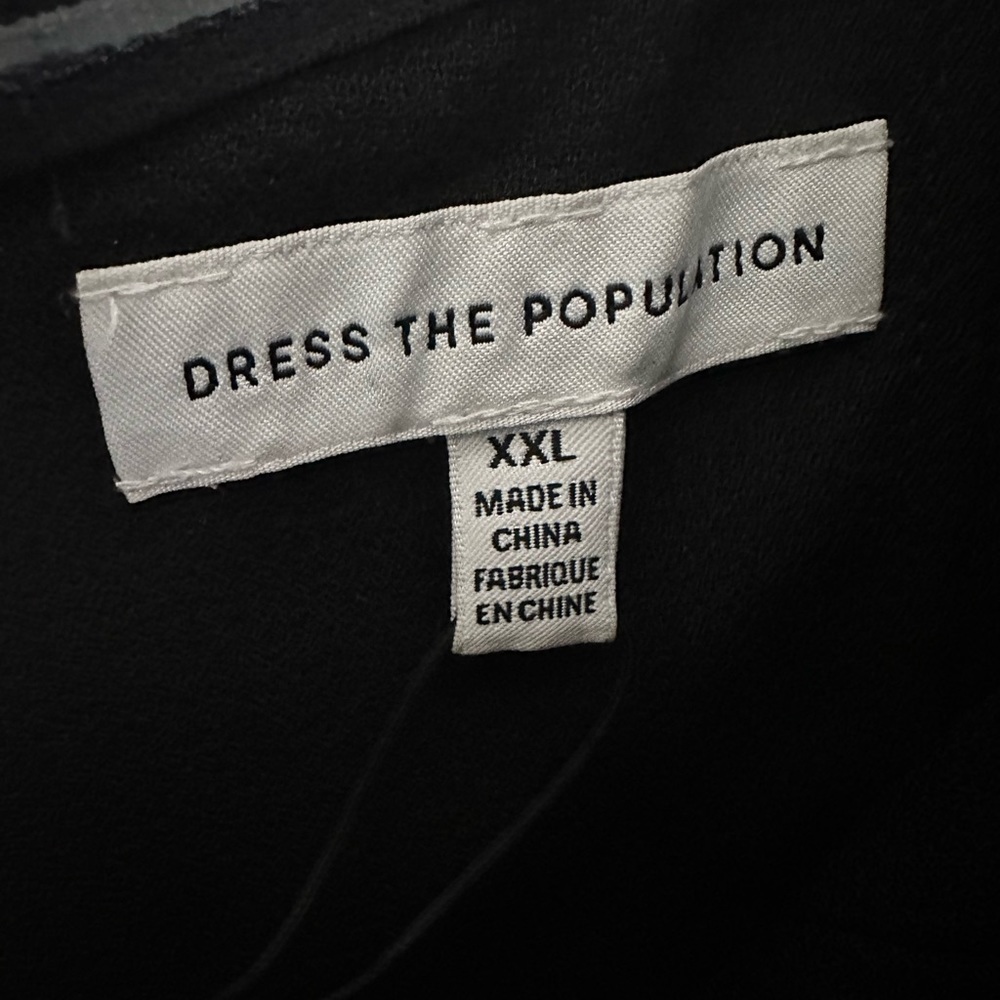 DRESS THE POPULATION
XXL
MADE IN
CHINA
FABRIQUE
EN CHINE